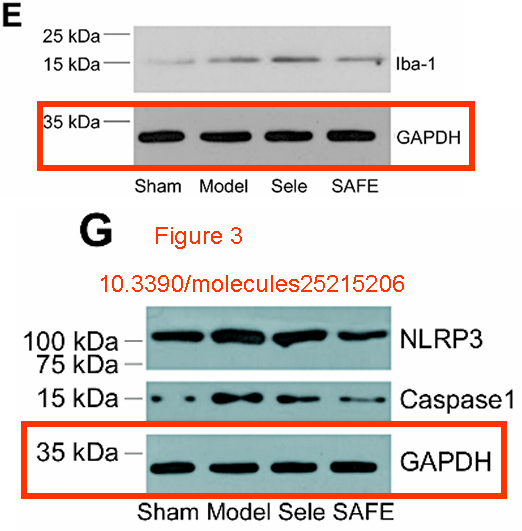 E
25 kDa
15 kDa
Iba-1
35 kDa
GAPDH
Sham Model Sele SAFE
G Figure 3
10.3390/molecules25215206
100 kDa
NLRP3
75 kDa
15 kDa
Caspase1
35 kDa
GAPDH
Sham Model Sele SAFE